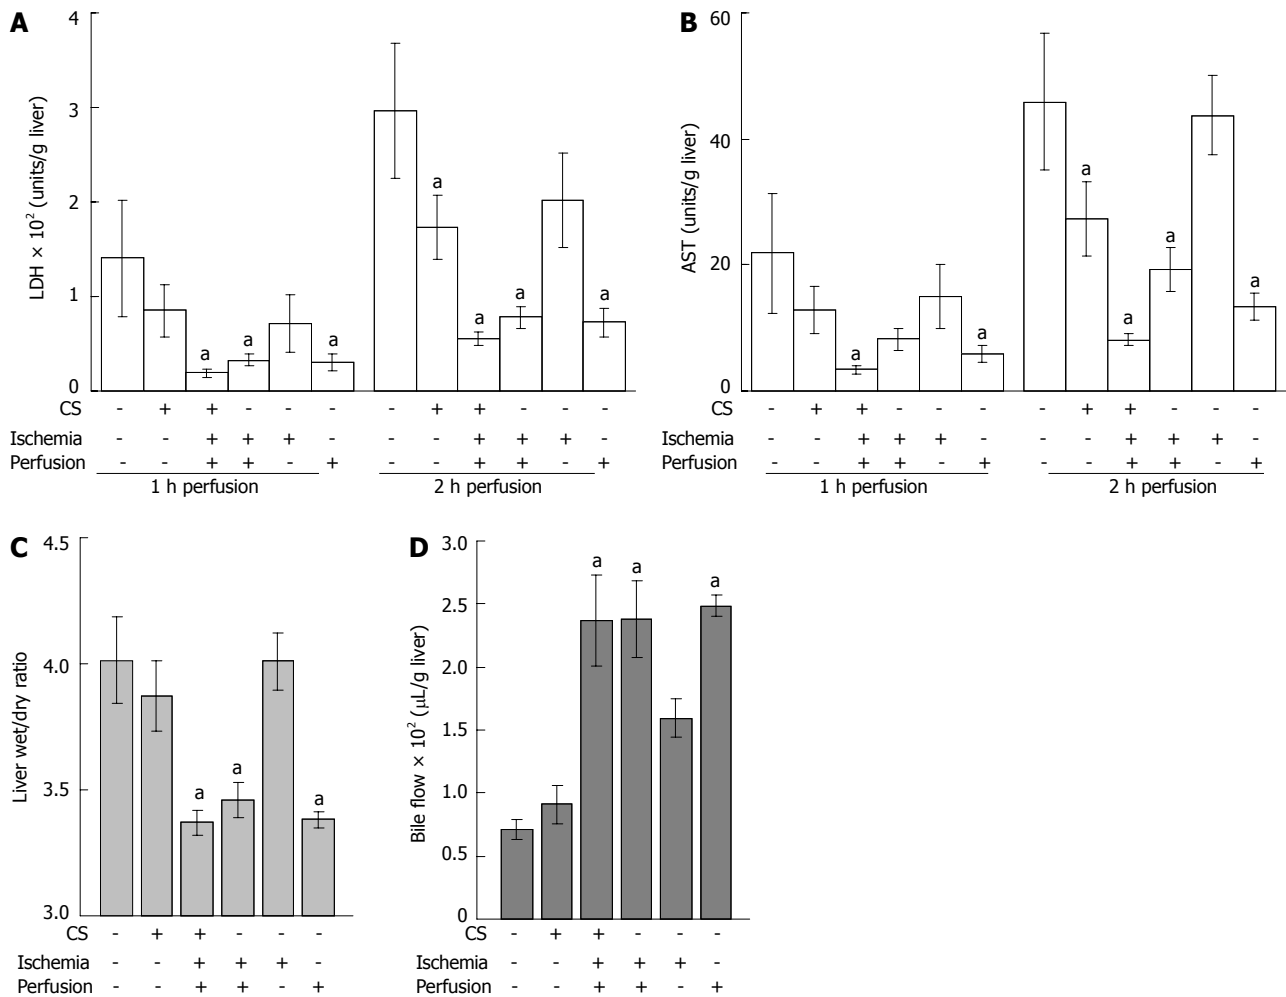 A
4
3
2
1
0
LDH × 10² (units/g liver)
a a a
a a a a
CS - + + - - - - + + - - -
Ischemia - - + + + - - - + + + -
Perfusion - - + + - + - - + + - +
1 h perfusion 2 h perfusion
B
60
40
20
0
AST (units/g liver)
a a
a a a a
CS - + + - - - - + + - - -
Ischemia - - + + + - - - + + + -
Perfusion - - + + - + - - + + - +
1 h perfusion 2 h perfusion
C
4.5
4.0
3.5
3.0
Liver wet/dry ratio
a a a
CS - + + - - -
Ischemia - - + + + -
Perfusion - - + + - +
D
3.0
2.5
2.0
1.5
1.0
0.5
0
Bile flow × 10² (µL/g liver)
a a a
CS - + + - - -
Ischemia - - + + + -
Perfusion - - + + - +